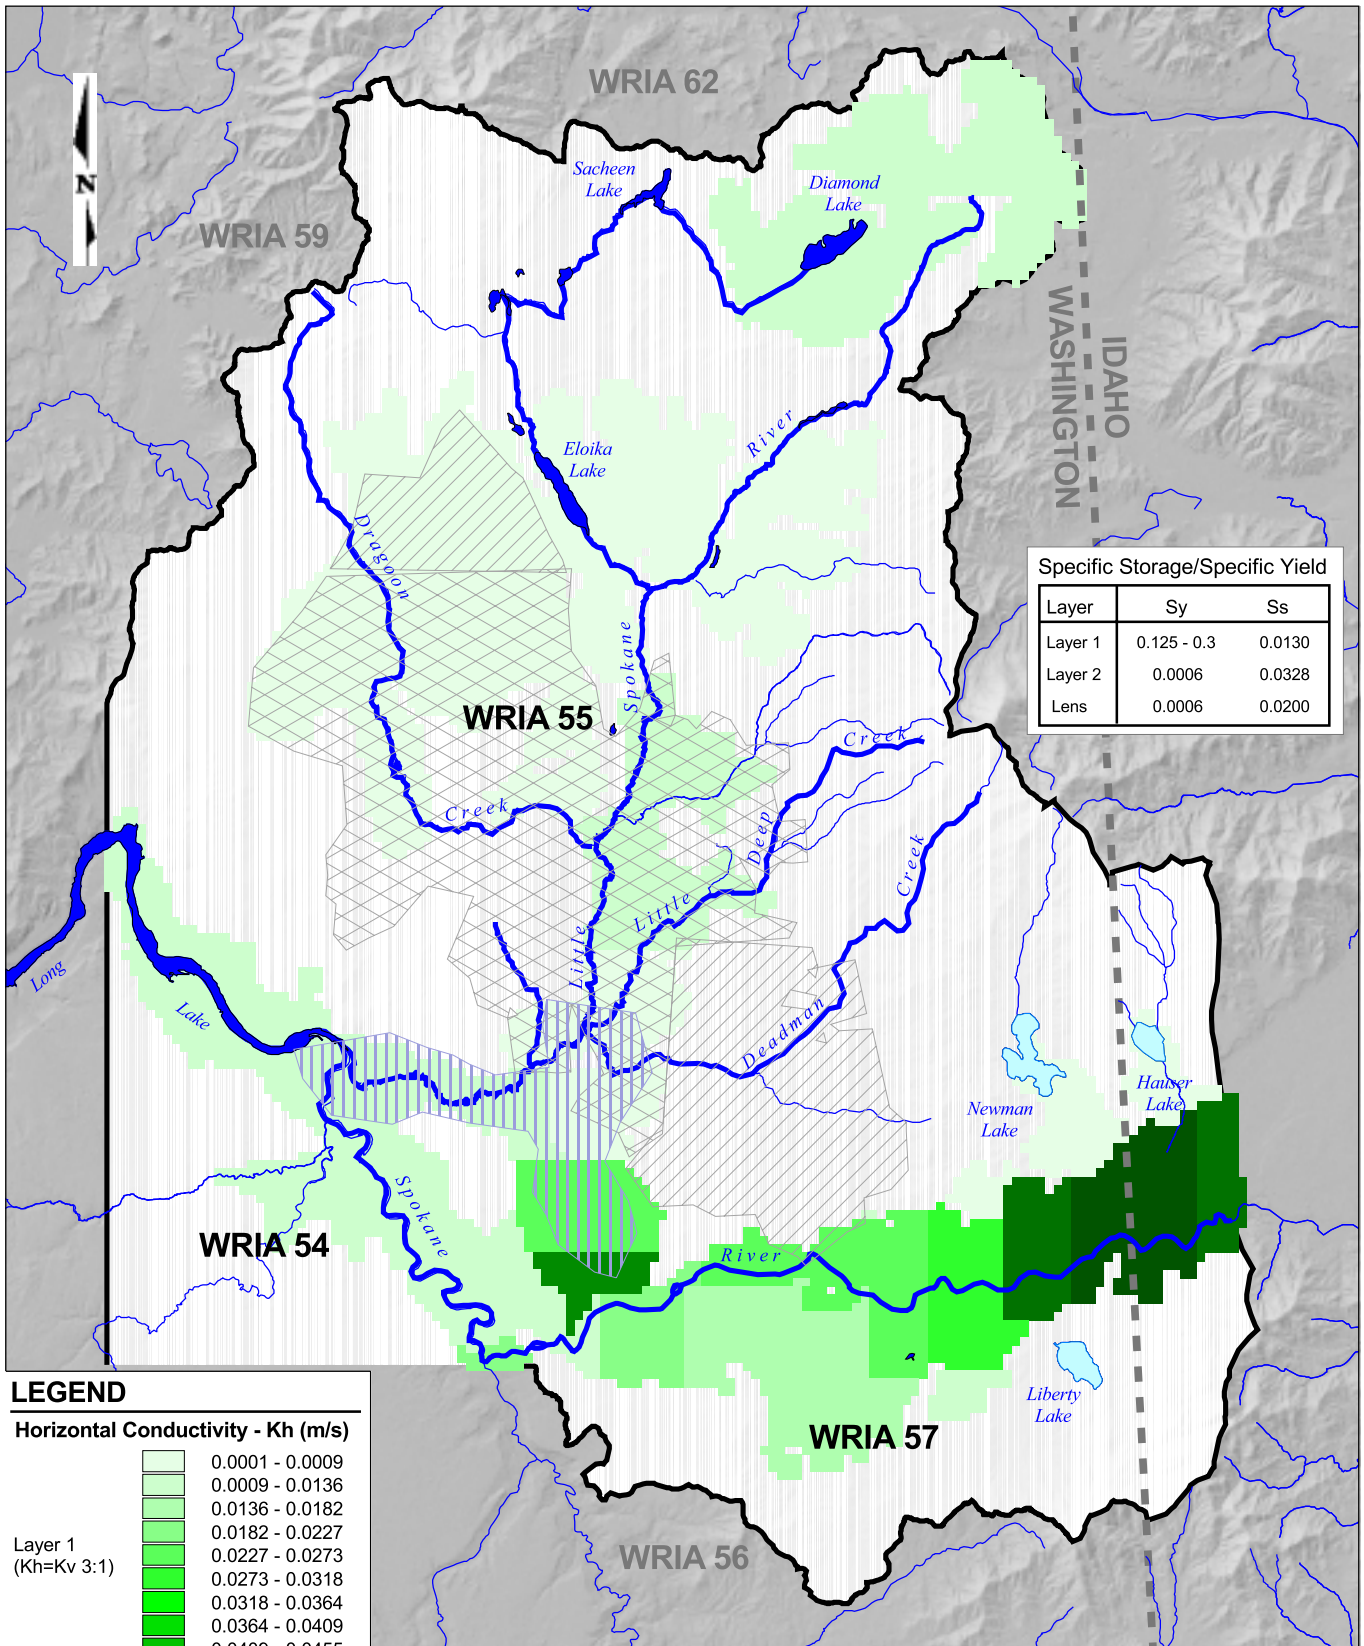 WRIA 62
Sacheen
Lake
Diamond
Lake
N
WRIA 59
IDAHO
WASHINGTON
River
Eloika
Lake
Dragoon
Specific Storage/Specific Yield
Layer Sy Ss
Layer 1 0.125 - 0.3 0.0130
Layer 2 0.0006 0.0328
Lens 0.0006 0.0200
Spokane
WRIA 55
Creek
Creek
Deep
Creek
Little
Little
Long
Lake
Deadman
Hauser
Lake
Newman
Lake
Spokane
WRIA 54
River
Liberty
Lake
WRIA 57
LEGEND
Horizontal Conductivity - Kh (m/s)
0.0001 - 0.0009
0.0009 - 0.0136
0.0136 - 0.0182
0.0182 - 0.0227
Layer 1
(Kh=Kv 3:1)
0.0227 - 0.0273
0.0273 - 0.0318
0.0318 - 0.0364
0.0364 - 0.0409
WRIA 56